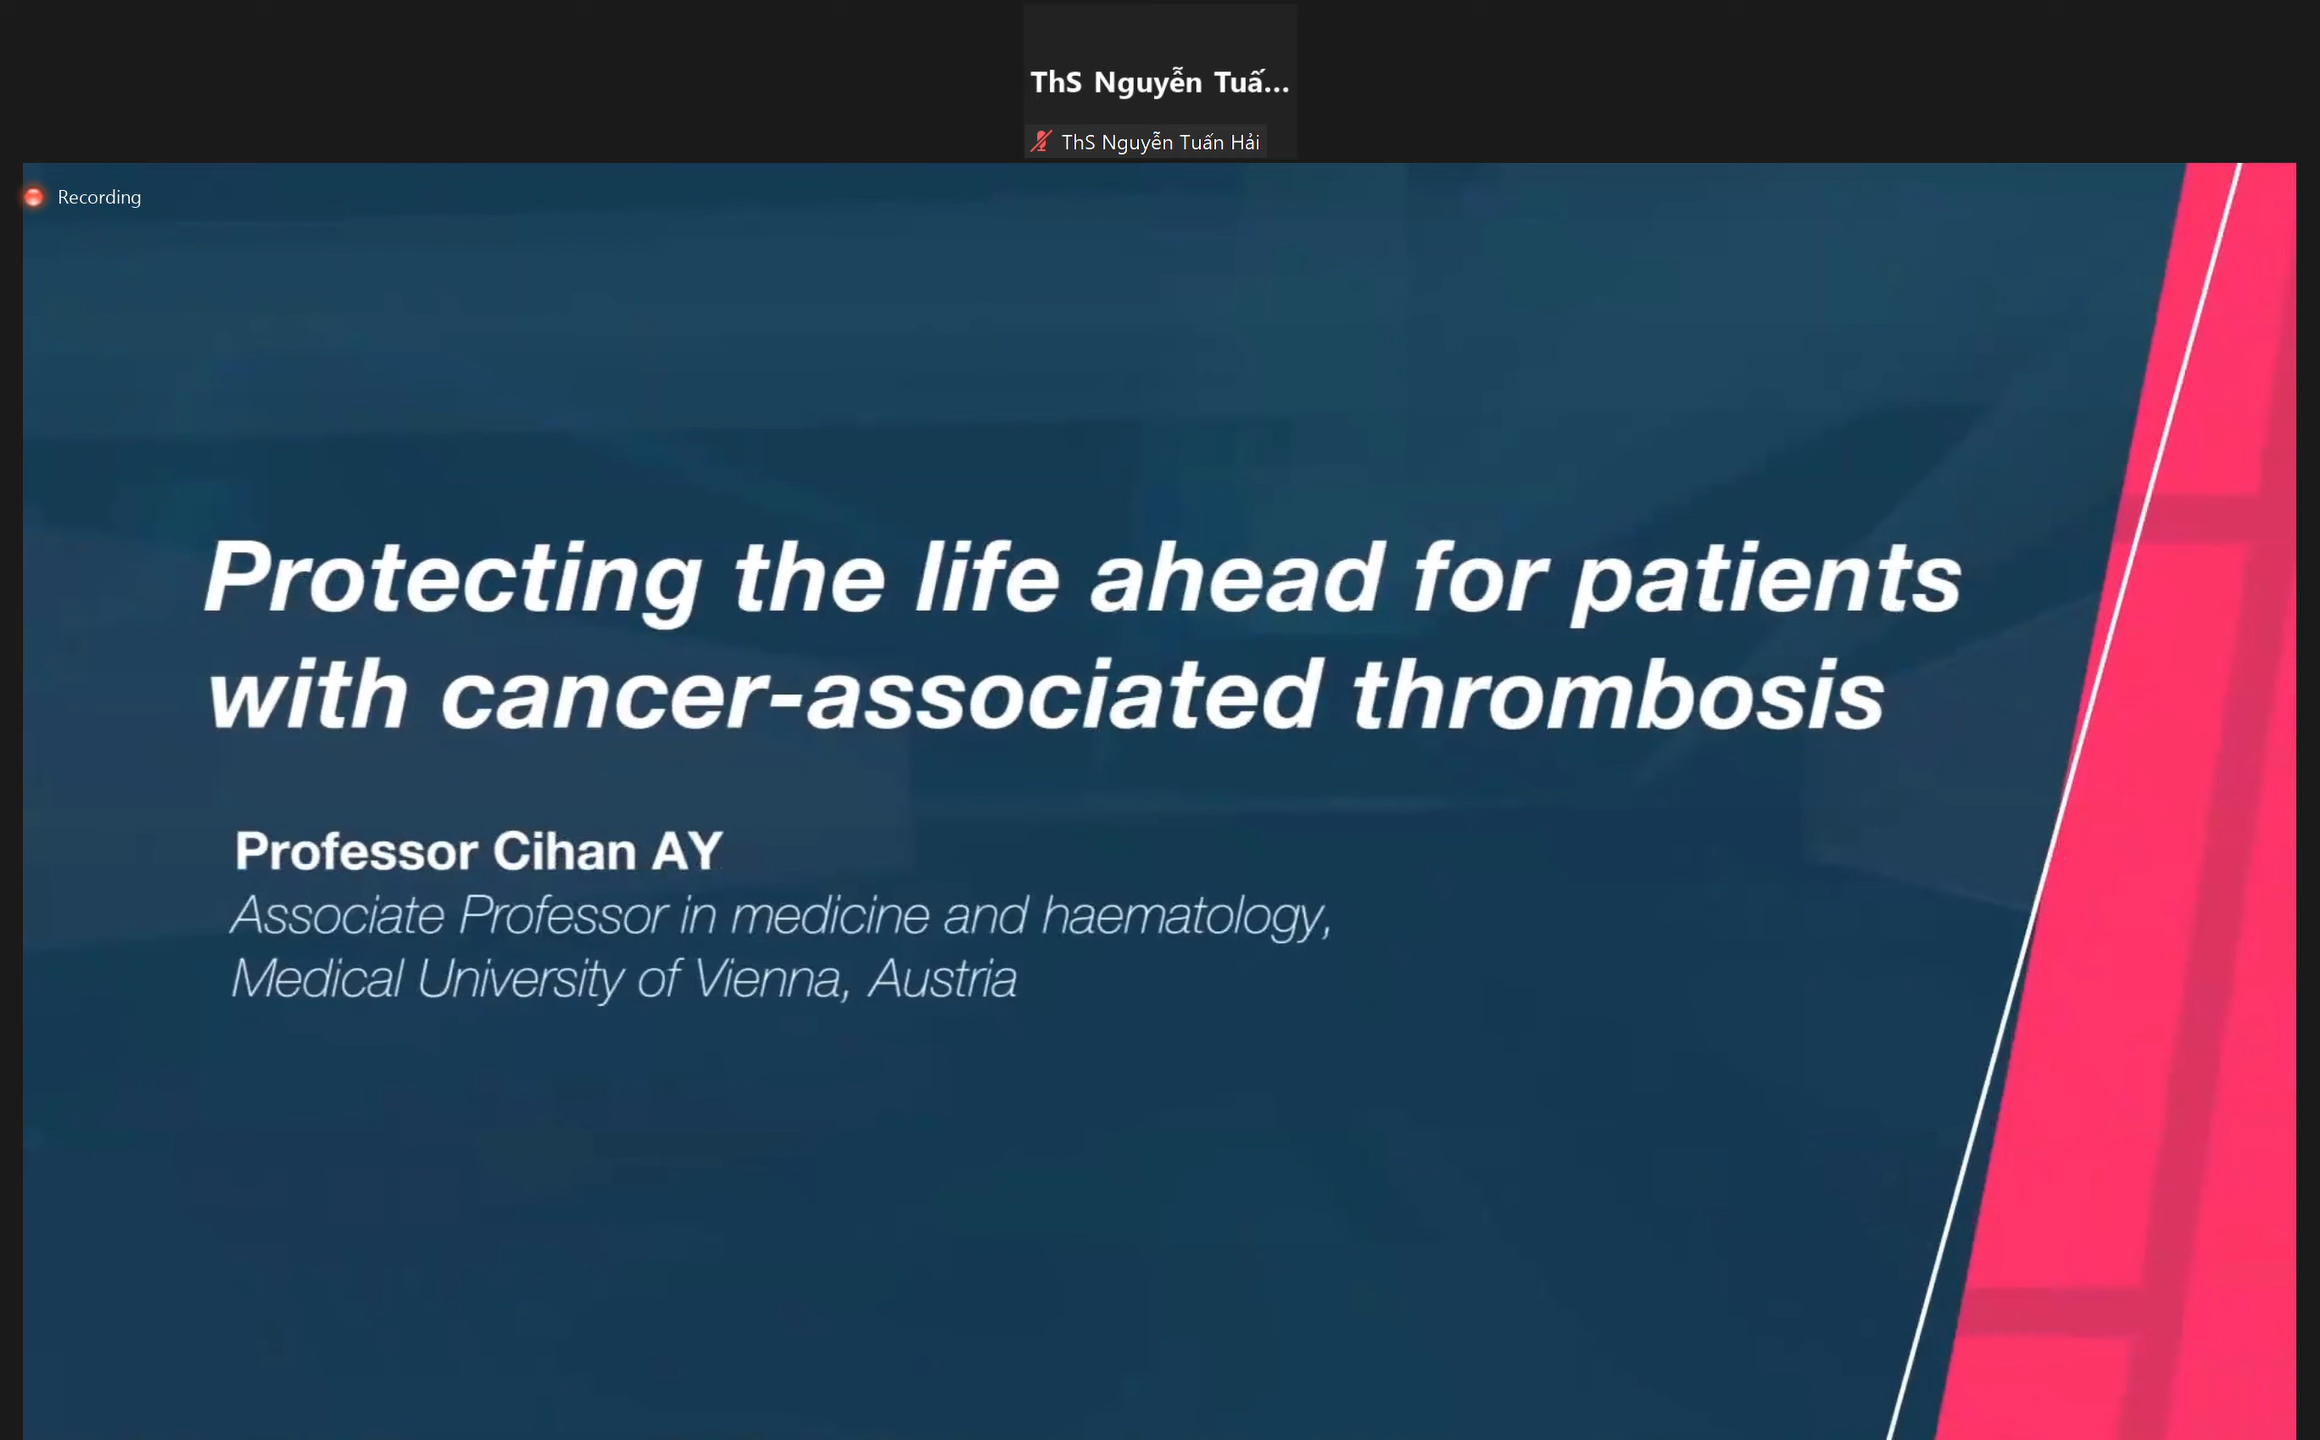 ThS Nguyễn Tuấ...
ThS Nguyễn Tuấn Hải
Recording
Protecting the life ahead for patients
with cancer-associated thrombosis
Professor Cihan AY
Associate Professor in medicine and haematology,
Medical University of Vienna, Austria